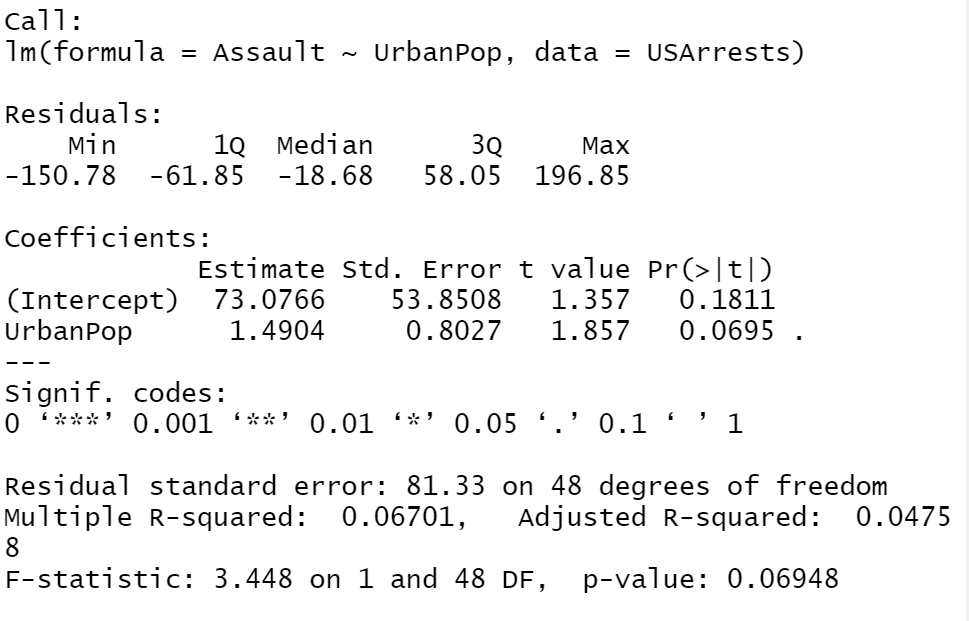 Call:
lm(formula = Assault ~ UrbanPop, data = USArrests)

Residuals:
    Min      1Q  Median      3Q     Max
-150.78  -61.85  -18.68   58.05  196.85

Coefficients:
            Estimate Std. Error t value Pr(>|t|)
(Intercept)  73.0766    53.8508   1.357   0.1811
UrbanPop      1.4904     0.8027   1.857   0.0695 .
---
Signif. codes:
0 ‘***’ 0.001 ‘**’ 0.01 ‘*’ 0.05 ‘.’ 0.1 ‘ ’ 1

Residual standard error: 81.33 on 48 degrees of freedom
Multiple R-squared:  0.06701,	Adjusted R-squared:  0.0475
8
F-statistic: 3.448 on 1 and 48 DF,  p-value: 0.06948